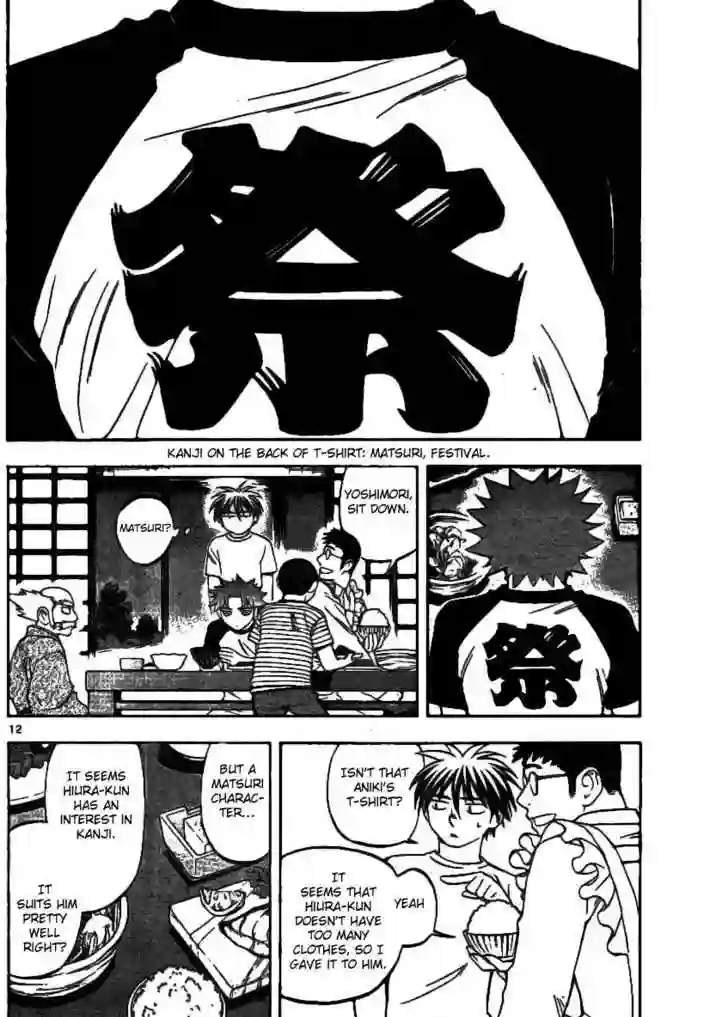 祭
KANJI ON THE BACK OF T-SHIRT: MATSURI, FESTIVAL.
祭
YOSHIMORI,
SIT DOWN.
MATSURI?
12
ISN'T THAT
ANIKI'S
T-SHIRT?
YEAH
IT
SEEMS THAT
HIURA-KUN
DOESN'T HAVE
TOO MANY
CLOTHES, SO I
GAVE IT TO HIM.
BUT A
MATSURI
CHARAC-
TER...
IT SEEMS
HIURA-KUN
HAS AN
INTEREST IN
KANJI.
IT
SUITS HIM
PRETTY
WELL
RIGHT?